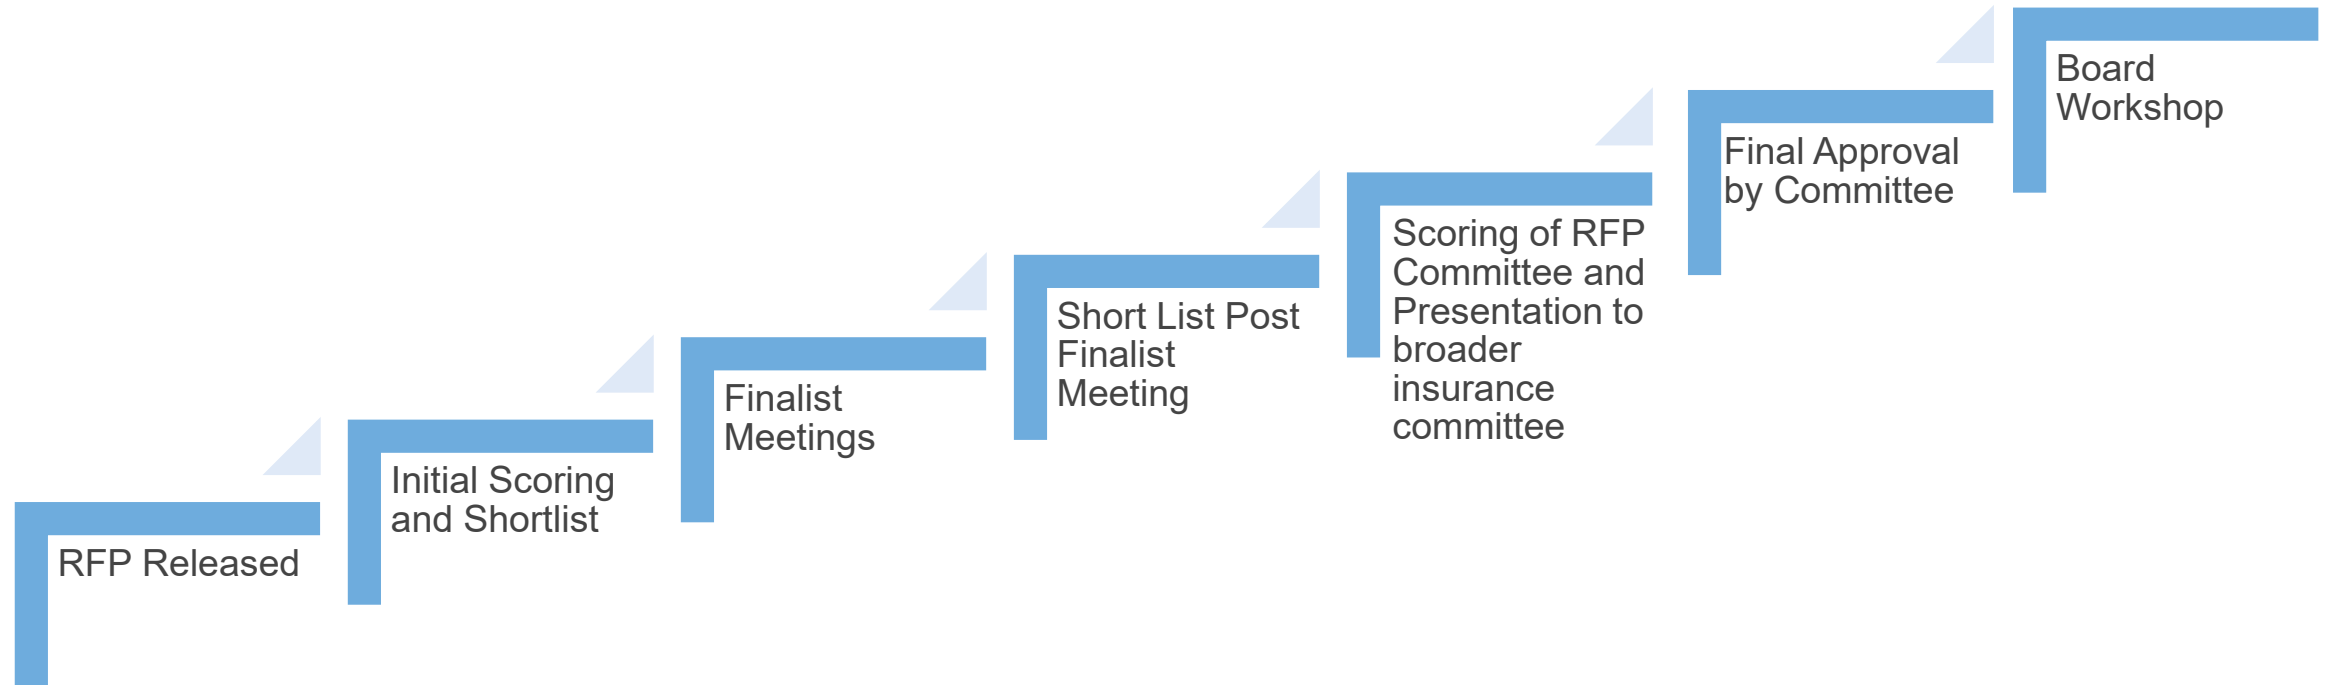 RFP Released
Initial Scoring
and Shortlist
Finalist
Meetings
Short List Post
Finalist
Meeting
Scoring of RFP
Committee and
Presentation to
broader
insurance
committee
Final Approval
by Committee
Board
Workshop